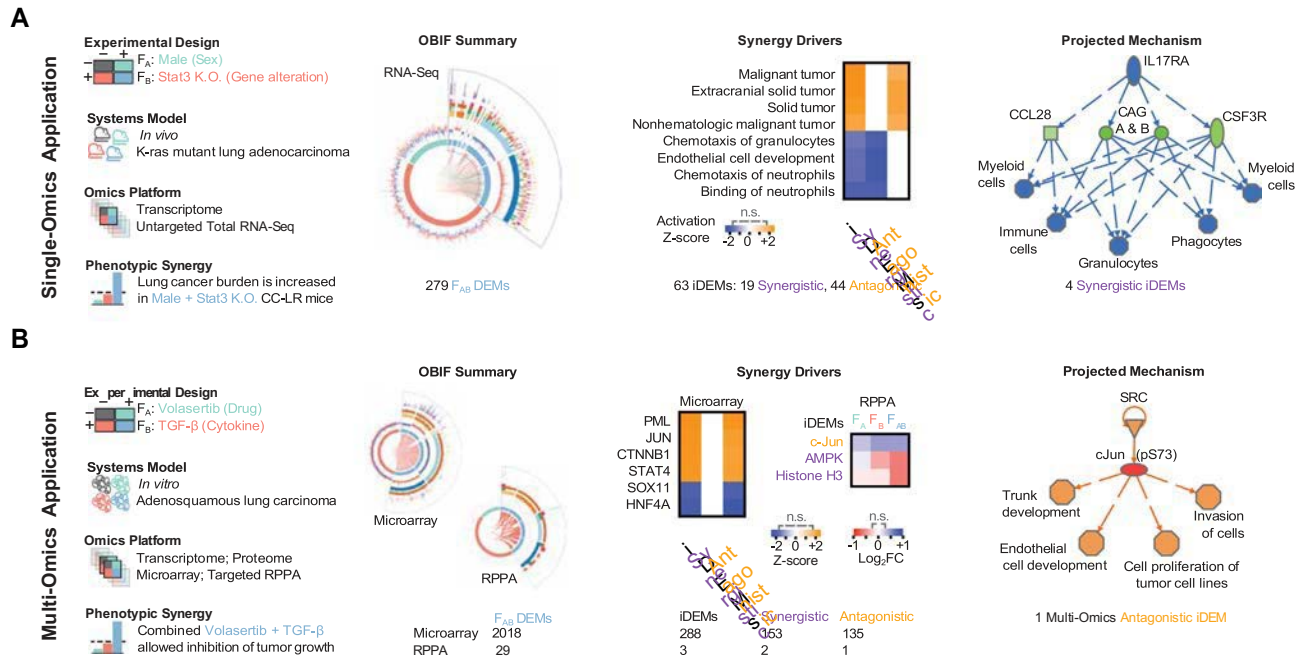 A
Single-Omics Application
Experimental Design
− +
− F_A: Male (Sex)
+ F_B: Stat3 K.O. (Gene alteration)
Systems Model
In vivo
K-ras mutant lung adenocarcinoma
Omics Platform
Transcriptome
Untargeted Total RNA-Seq
Phenotypic Synergy
Lung cancer burden is increased
in Male + Stat3 K.O. CC-LR mice
OBIF Summary
RNA-Seq
279 F_AB DEMs
Synergy Drivers
Malignant tumor
Extracranial solid tumor
Solid tumor
Nonhematologic malignant tumor
Chemotaxis of granulocytes
Endothelial cell development
Chemotaxis of neutrophils
Binding of neutrophils
Activation
Z-score
n.s.
-2 0 +2
iDEMs
Synergistic
Antagonistic
63 iDEMs: 19 Synergistic, 44 Antagonistic
Projected Mechanism
IL17RA
CCL28
CAG
A & B
CSF3R
Myeloid
cells
Myeloid
cells
Immune
cells
Phagocytes
Granulocytes
4 Synergistic iDEMs
B
Multi-Omics Application
Ex per imental Design
− +
− F_A: Volasertib (Drug)
+ F_B: TGF-β (Cytokine)
Systems Model
In vitro
Adenosquamous lung carcinoma
Omics Platform
Transcriptome; Proteome
Microarray; Targeted RPPA
Phenotypic Synergy
Combined Volasertib + TGF-β
allowed inhibition of tumor growth
OBIF Summary
Microarray
RPPA
F_AB DEMs
Microarray 2018
RPPA 29
Synergy Drivers
Microarray
PML
JUN
CTNNB1
STAT4
SOX11
HNF4A
RPPA
iDEMs F_A F_B F_AB
c-Jun
AMPK
Histone H3
n.s.
-2 0 +2
Z-score
n.s.
-1 0 +1
Log2FC
iDEMs
Synergistic
Antagonistic
iDEMs Synergistic Antagonistic
288 153 135
3 2 1
Projected Mechanism
SRC
cJun (pS73)
Trunk
development
Invasion
of cells
Endothelial
cell development
Cell proliferation of
tumor cell lines
1 Multi-Omics Antagonistic iDEM